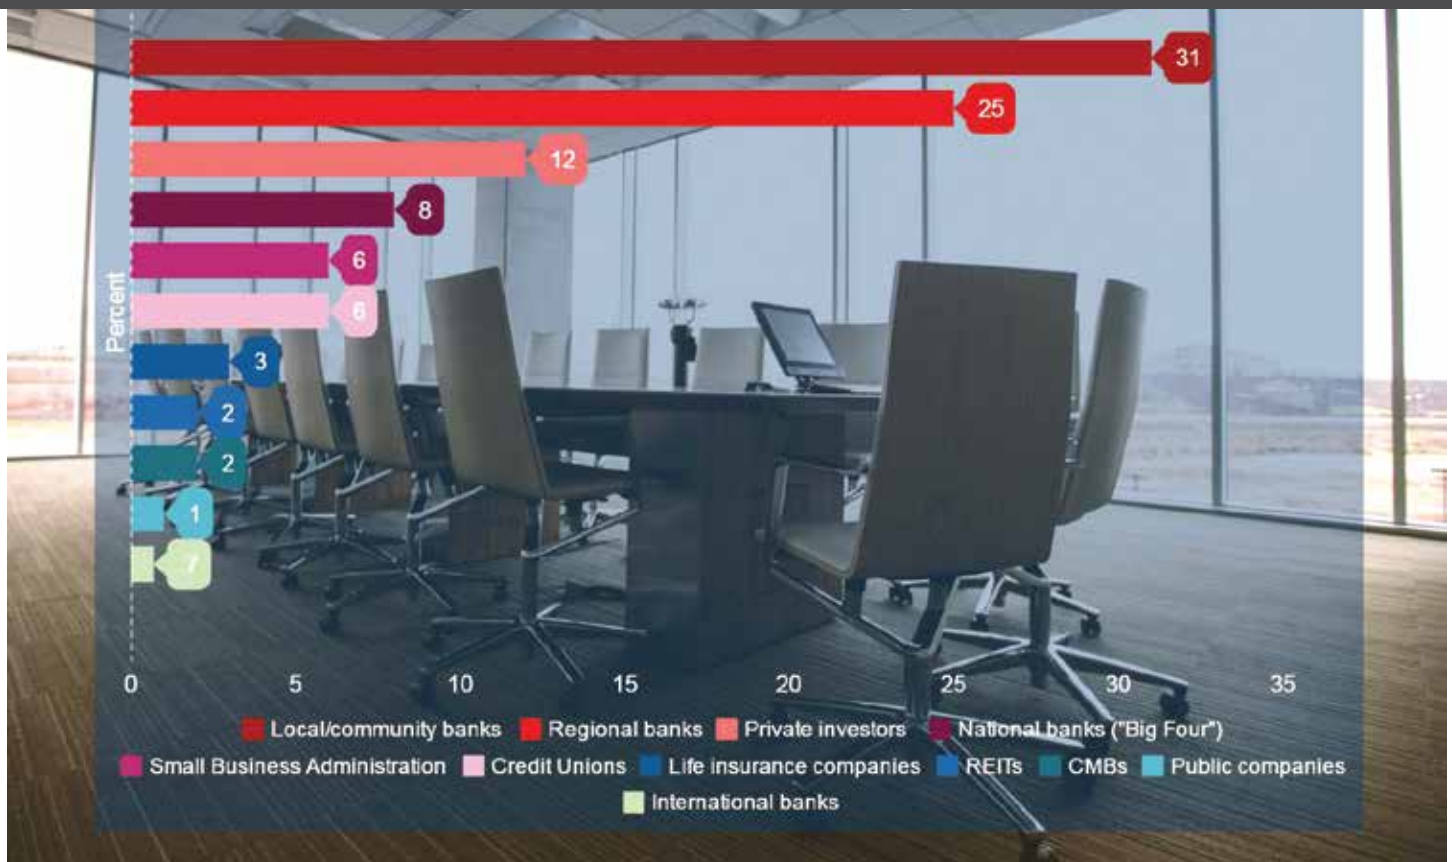 31
25
12
8
6
6
3
2
2
1
Percent
0 5 10 15 20 25 30 35
Local/community banks Regional banks Private investors National banks ("Big Four")
Small Business Administration Credit Unions Life insurance companies REITs CMBs Public companies
International banks